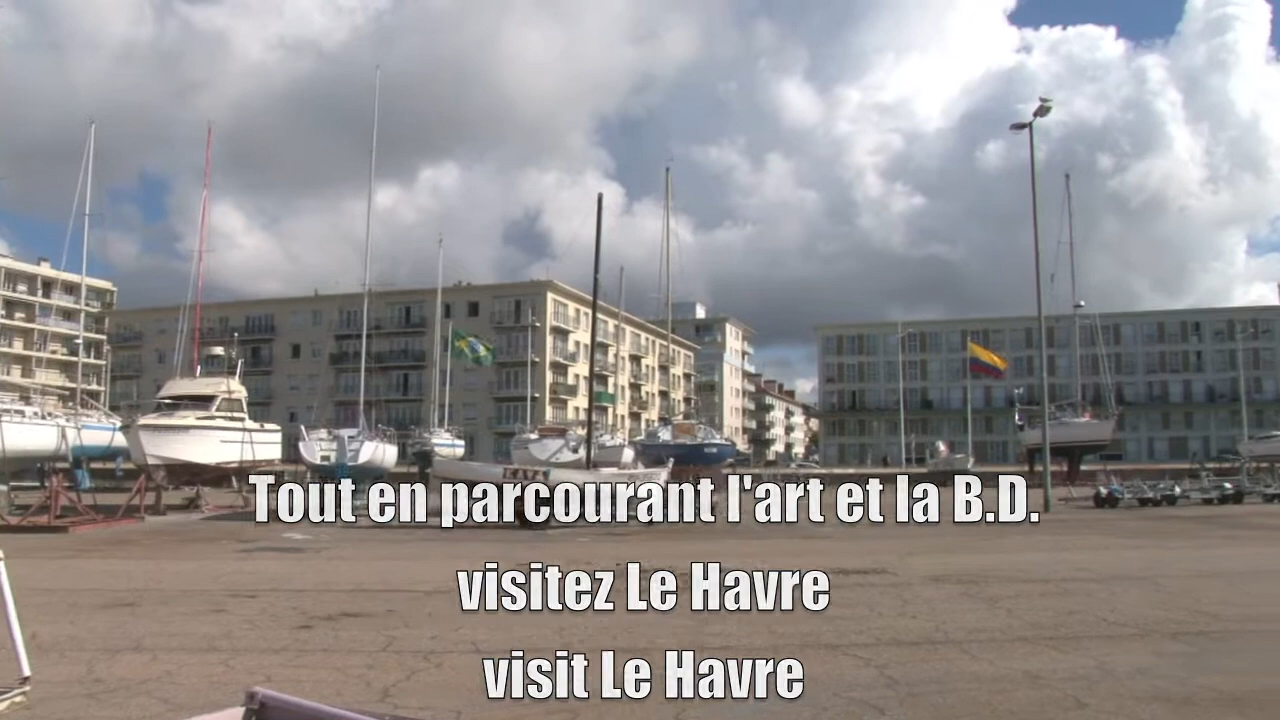 Tout en parcourant l'art et la B.D.
visitez Le Havre
visit Le Havre